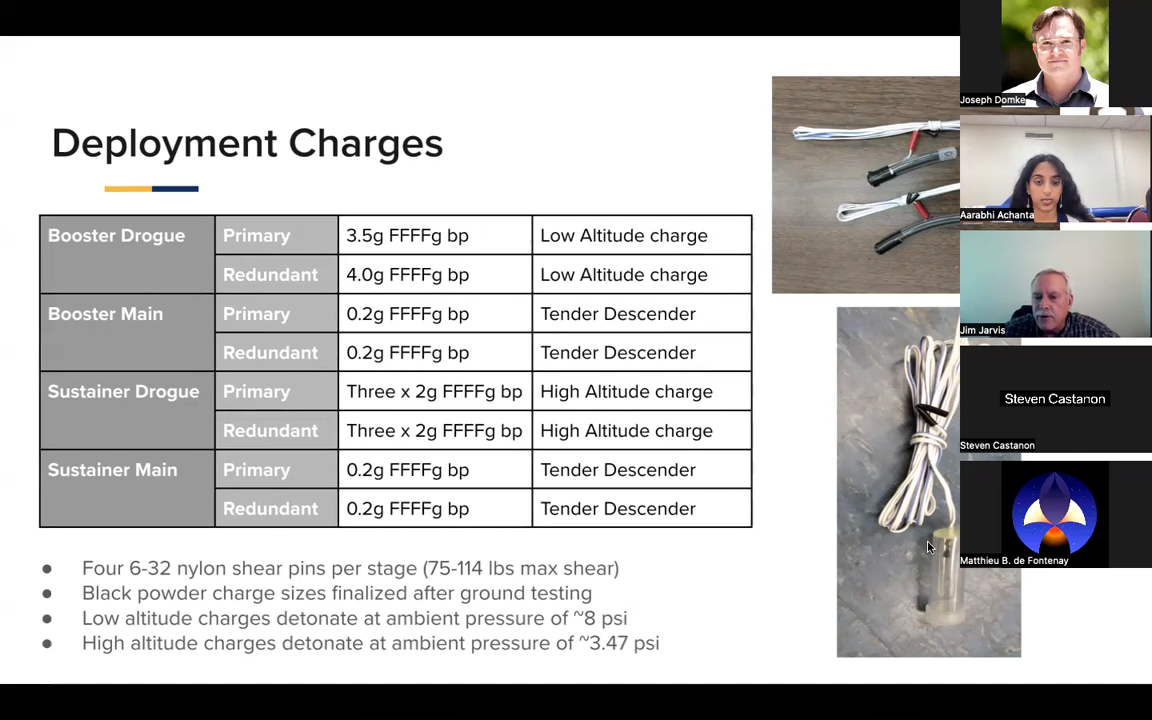 Deployment Charges
Booster Drogue Primary 3.5g FFFFg bp Low Altitude charge
Redundant 4.0g FFFFg bp Low Altitude charge
Booster Main Primary 0.2g FFFFg bp Tender Descender
Redundant 0.2g FFFFg bp Tender Descender
Sustainer Drogue Primary Three x 2g FFFFg bp High Altitude charge
Redundant Three x 2g FFFFg bp High Altitude charge
Sustainer Main Primary 0.2g FFFFg bp Tender Descender
Redundant 0.2g FFFFg bp Tender Descender
● Four 6-32 nylon shear pins per stage (75-114 lbs max shear)
● Black powder charge sizes finalized after ground testing
● Low altitude charges detonate at ambient pressure of ~8 psi
● High altitude charges detonate at ambient pressure of ~3.47 psi
Joseph Domke
Aarabhi Achanta
Jim Jarvis
Steven Castanon
Steven Castanon
Matthieu B. de Fontenay